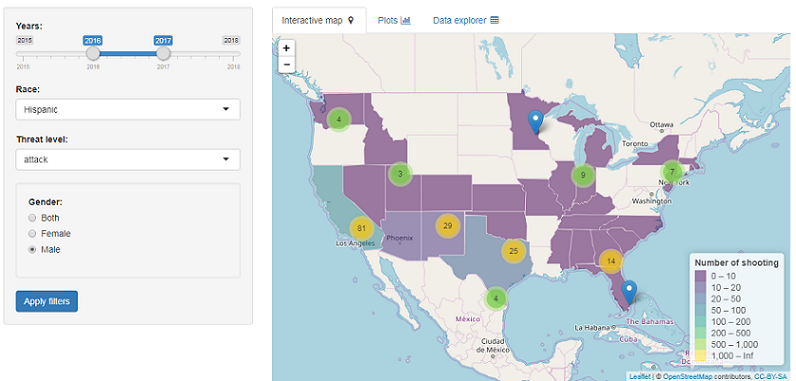 Years:
2015 2016 2017 2018
2015 2016 2017 2018
Race:
Hispanic
Threat level:
attack
Gender:
Both
Female
Male
Apply filters
Interactive map Plots Data explorer
+
−
Ottawa
Toronto
New York
Washington
Phoenix
Los Angeles
4
3
9
7
81
29
25
14
4
México
Ciudad
de México
La Habana
Cuba
The Bahamas
Number of shooting
0 – 10
10 – 20
20 – 50
50 – 100
100 – 200
200 – 500
500 – 1,000
1,000 – Inf
Leaflet | © OpenStreetMap contributors, CC-BY-SA